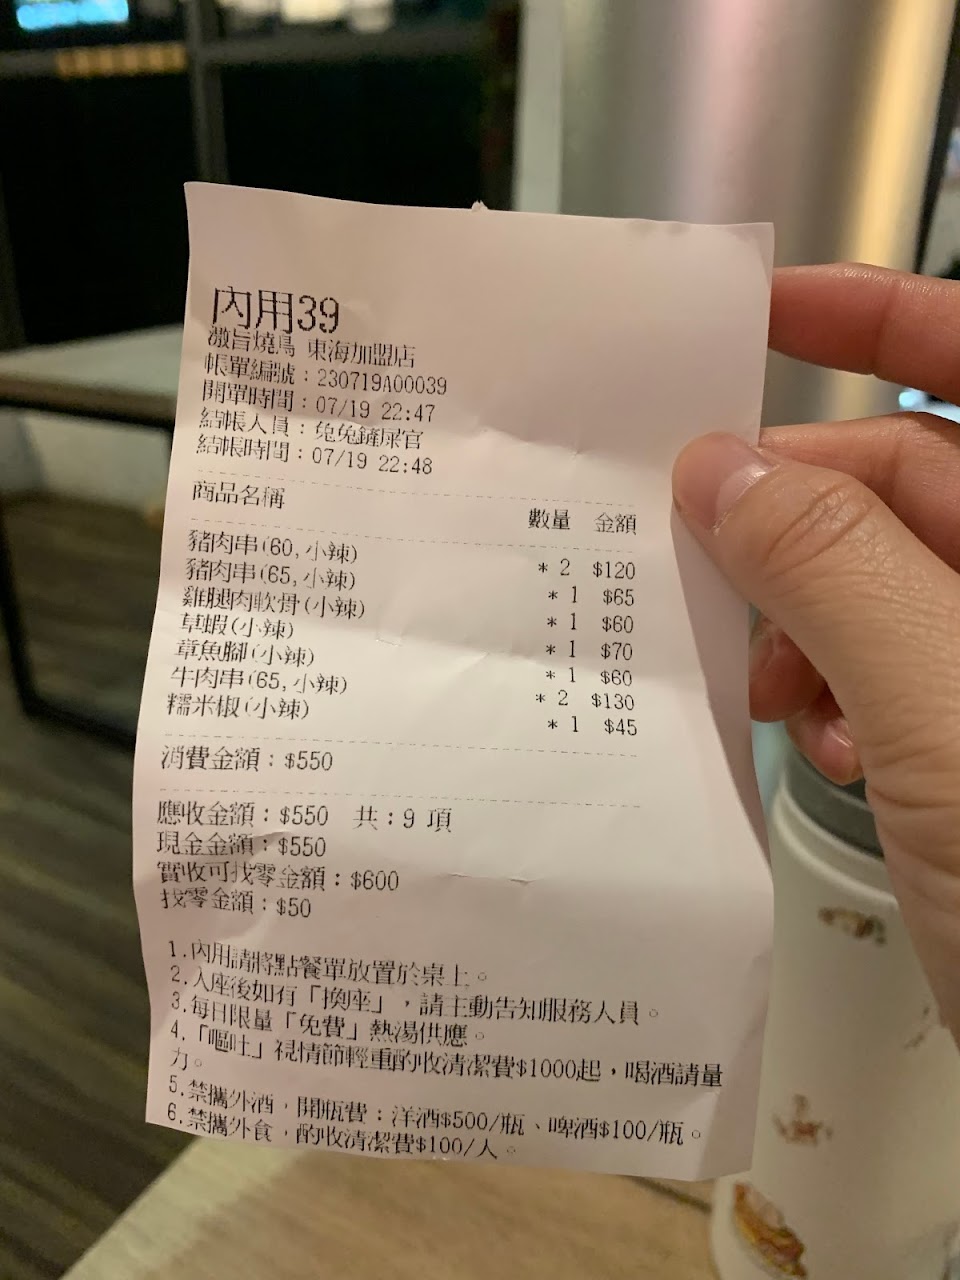 內用39
激旨燒鳥 東海加盟店
帳單編號：230719A00039
開單時間：07/19 22:47
結帳人員：兔兔鏟屎官
結帳時間：07/19 22:48
商品名稱 數量 金額
豬肉串(60,小辣) * 2 $120
豬肉串(65,小辣) * 1 $65
雞腿肉軟骨(小辣) * 1 $60
草蝦(小辣) * 1 $70
章魚腳(小辣) * 1 $60
牛肉串(65,小辣) * 2 $130
糯米椒(小辣) * 1 $45
消費金額：$550
應收金額：$550 共：9 項
現金金額：$550
實收可找零金額：$600
找零金額：$50
1.內用請將點餐單放置於桌上。
2.入座後如有「換座」，請主動告知服務人員。
3.每日限量「免費」熱湯供應。
4.「嘔吐」視情節輕重酌收清潔費$1000起，喝酒請量
力。
5.禁攜外酒，開瓶費：洋酒$500/瓶、啤酒$100/瓶。
6.禁攜外食，酌收清潔費$100/人。